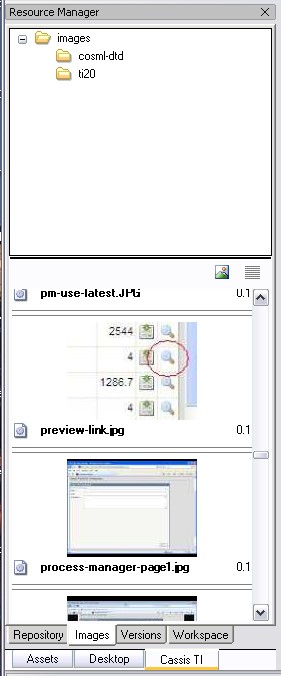 Resource Manager
images
cosml-dtd
ti20
pm-use-latest.JPG 0.1
2544
4
1286.7
4
preview-link.jpg 0.1
process-manager-page1.jpg 0.1
Repository Images Versions Workspace
Assets Desktop Cassis TI